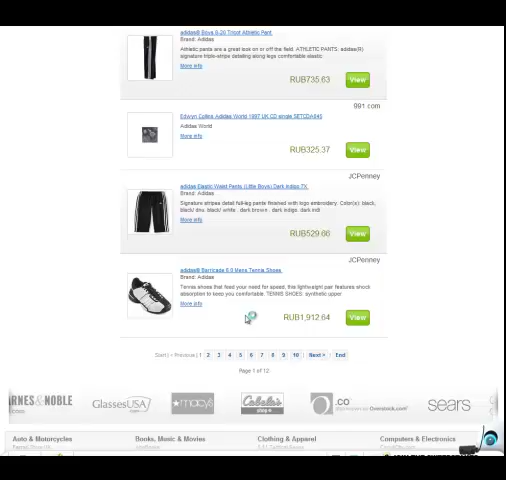 adidas® Boys 8-20 Tricot Athletic Pant
Brand: Adidas
Athletic pants are a great look on or off the field. ATHLETIC PANTS: adidas(R)
signature triple-stripe detailing along legs comfortable elastic
More info
RUB735.63
View
991.com
Edwyn Collins Adidas World 1997 UK CD single SETCDA045
Adidas World
More info
RUB325.37
View
JCPenney
adidas Elastic Waist Pants (Little Boys) Dark Indigo 7X
Brand: Adidas
Signature stripes detail full-leg pants finished with logo embroidery. Color(s): black,
black/ white . dark brown . dark indigo. dark mdi
More info
RUB529.66
View
JCPenney
adidas® Barricade 6.0 Mens Tennis Shoes
Brand: Adidas
Tennis shoes that feed your need for speed, this lightweight pair features shock
absorption to keep you comfortable. TENNIS SHOES: synthetic upper
More info
RUB1,912.64
View
Start | < Previous | 1 2 3 4 5 6 7 8 9 10 | Next > | End
Page 1 of 12
ARNES&NOBLE
GlassesUSA
★macy's
Cabela's
.co
Overstock.com
sears
Auto & Motorcycles
Books, Music & Movies
Clothing & Apparel
Computers & Electronics